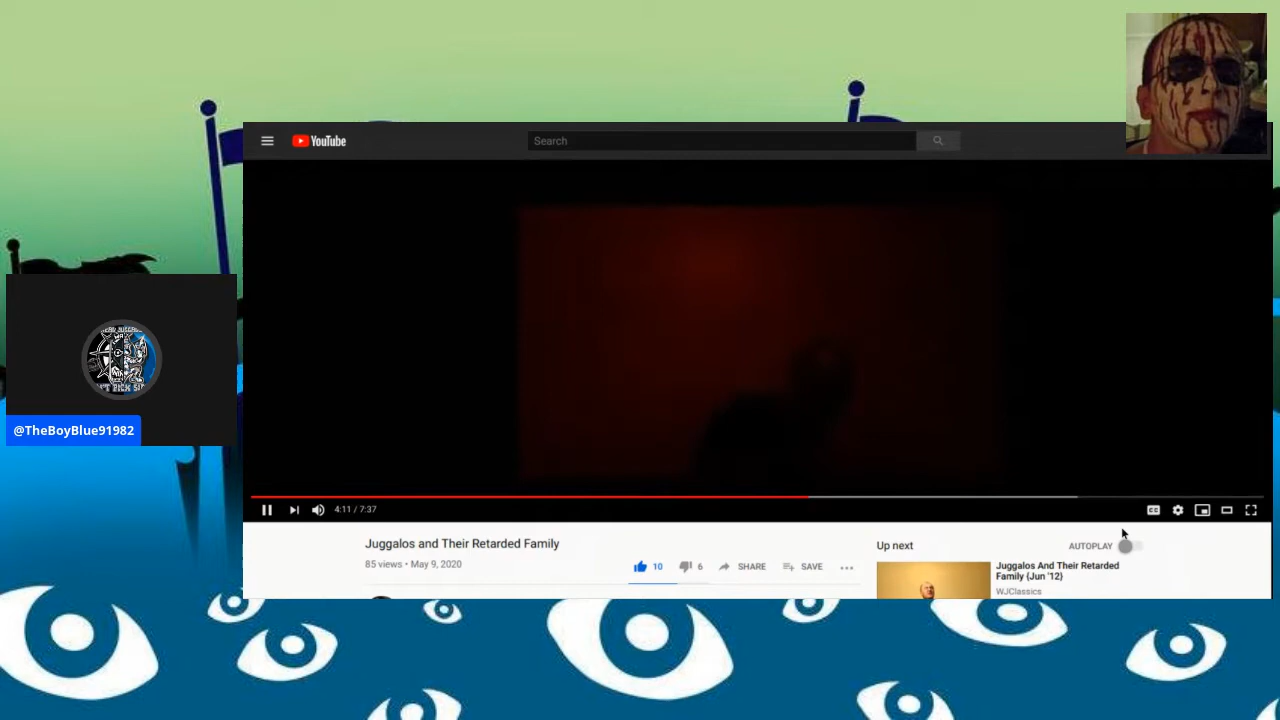 YouTube
Search
@TheBoyBlue91982
4:11 / 7:37
CC
Juggalos and Their Retarded Family
85 views • May 9, 2020
10
6
SHARE
SAVE
Up next
AUTOPLAY
Juggalos And Their Retarded
Family {Jun '12}
WJClassics